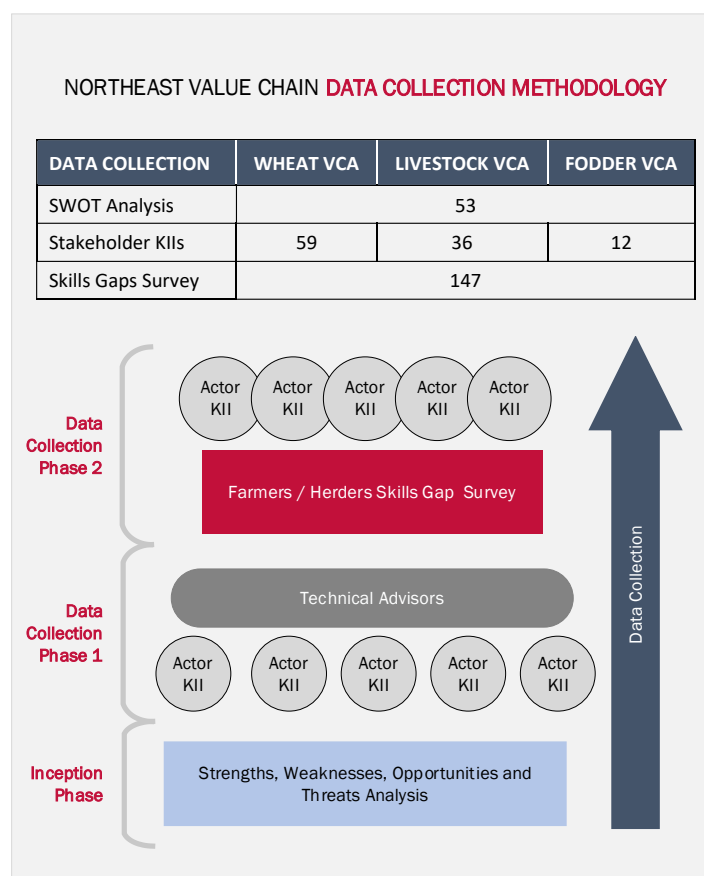 NORTHEAST VALUE CHAIN DATA COLLECTION METHODOLOGY
DATA COLLECTION WHEAT VCA LIVESTOCK VCA FODDER VCA
SWOT Analysis 53
Stakeholder KIIs 59 36 12
Skills Gaps Survey 147
Data
Collection
Phase 2
Actor
KII
Actor
KII
Actor
KII
Actor
KII
Actor
KII
Farmers / Herders Skills Gap Survey
Data
Collection
Phase 1
Technical Advisors
Actor
KII
Actor
KII
Actor
KII
Actor
KII
Actor
KII
Inception
Phase
Strengths, Weaknesses, Opportunities and
Threats Analysis
Data Collection